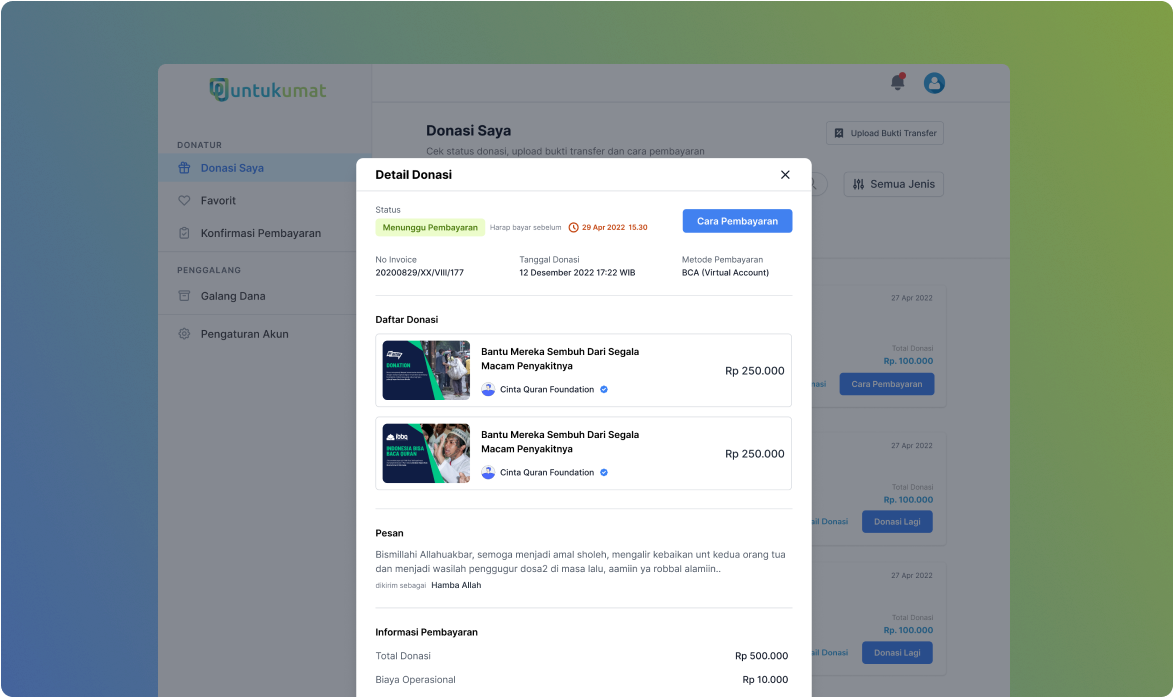 untukumat
DONATUR
Donasi Saya
Favorit
Konfirmasi Pembayaran
PENGGALANG
Galang Dana
Pengaturan Akun
Donasi Saya
Cek status donasi, upload bukti transfer dan cara pembayaran
Upload Bukti Transfer
Semua Jenis
Detail Donasi
Status
Menunggu Pembayaran
Harap bayar sebelum
29 Apr 2022 15.30
Cara Pembayaran
No Invoice
20200829/XX/VIII/177
Tanggal Donasi
12 Desember 2022 17:22 WIB
Metode Pembayaran
BCA (Virtual Account)
Daftar Donasi
DONATION
Bantu Mereka Sembuh Dari Segala
Macam Penyakitnya
Cinta Quran Foundation
Rp 250.000
ibbq
INDONESIA BISA
BACA QURAN
Bantu Mereka Sembuh Dari Segala
Macam Penyakitnya
Cinta Quran Foundation
Rp 250.000
Pesan
Bismillahi Allahuakbar, semoga menjadi amal sholeh, mengalir kebaikan unt kedua orang tua
dan menjadi wasilah penggugur dosa2 di masa lalu, aamiin ya robbal alamiin..
dikirim sebagai Hamba Allah
Informasi Pembayaran
Total Donasi
Rp 500.000
Biaya Operasional
Rp 10.000
27 Apr 2022
Total Donasi
Rp. 100.000
Cara Pembayaran
27 Apr 2022
Total Donasi
Rp. 100.000
ail Donasi
Donasi Lagi
27 Apr 2022
Total Donasi
Rp. 100.000
ail Donasi
Donasi Lagi